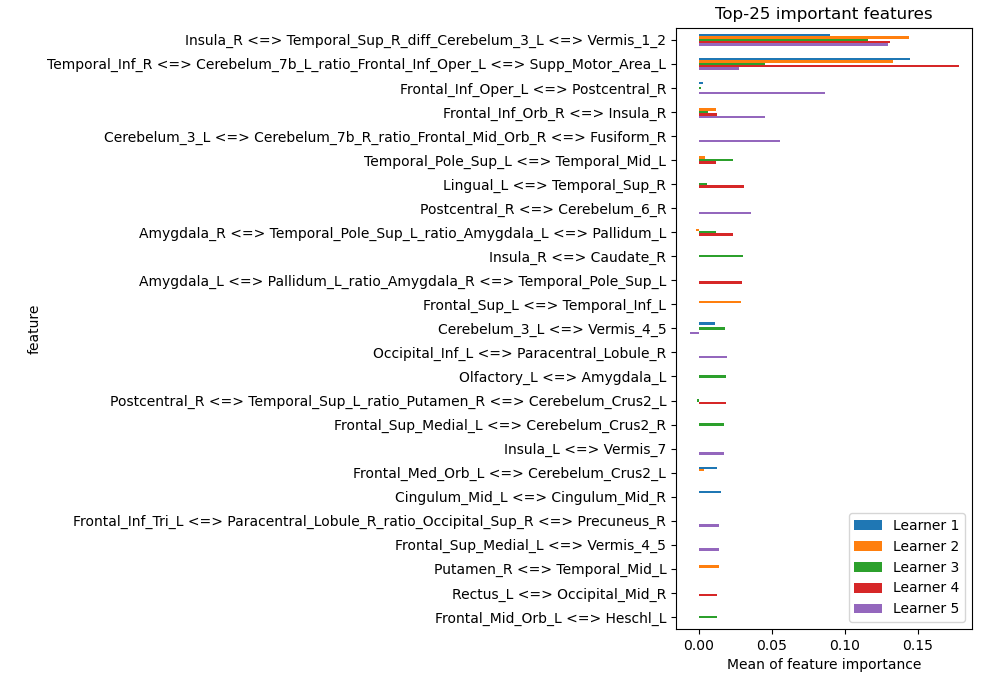 Top-25 important features
Insula_R <=> Temporal_Sup_R_diff_Cerebelum_3_L <=> Vermis_1_2
Temporal_Inf_R <=> Cerebelum_7b_L_ratio_Frontal_Inf_Oper_L <=> Supp_Motor_Area_L
Frontal_Inf_Oper_L <=> Postcentral_R
Frontal_Inf_Orb_R <=> Insula_R
Cerebelum_3_L <=> Cerebelum_7b_R_ratio_Frontal_Mid_Orb_R <=> Fusiform_R
Temporal_Pole_Sup_L <=> Temporal_Mid_L
Lingual_L <=> Temporal_Sup_R
Postcentral_R <=> Cerebelum_6_R
Amygdala_R <=> Temporal_Pole_Sup_L_ratio_Amygdala_L <=> Pallidum_L
Insula_R <=> Caudate_R
Amygdala_L <=> Pallidum_L_ratio_Amygdala_R <=> Temporal_Pole_Sup_L
Frontal_Sup_L <=> Temporal_Inf_L
Cerebelum_3_L <=> Vermis_4_5
Occipital_Inf_L <=> Paracentral_Lobule_R
Olfactory_L <=> Amygdala_L
Postcentral_R <=> Temporal_Sup_L_ratio_Putamen_R <=> Cerebelum_Crus2_L
Frontal_Sup_Medial_L <=> Cerebelum_Crus2_R
Insula_L <=> Vermis_7
Frontal_Med_Orb_L <=> Cerebelum_Crus2_L
Cingulum_Mid_L <=> Cingulum_Mid_R
Frontal_Inf_Tri_L <=> Paracentral_Lobule_R_ratio_Occipital_Sup_R <=> Precuneus_R
Frontal_Sup_Medial_L <=> Vermis_4_5
Putamen_R <=> Temporal_Mid_L
Rectus_L <=> Occipital_Mid_R
Frontal_Mid_Orb_L <=> Heschl_L
feature
Learner 1
Learner 2
Learner 3
Learner 4
Learner 5
0.00 0.05 0.10 0.15
Mean of feature importance